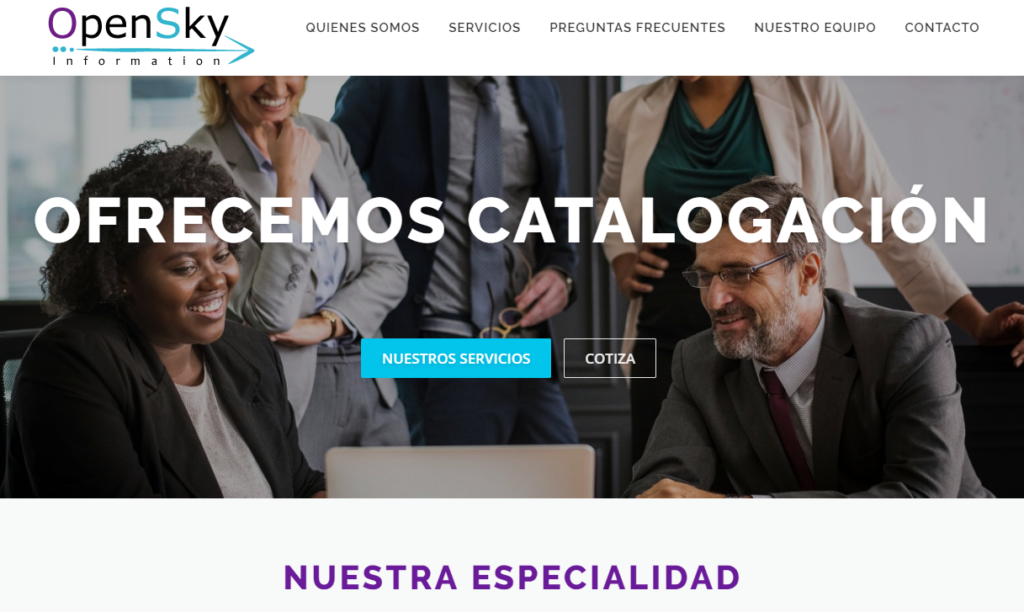 OpenSky
Information
QUIENES SOMOS SERVICIOS PREGUNTAS FRECUENTES NUESTRO EQUIPO CONTACTO
OFRECEMOS CATALOGACIÓN
NUESTROS SERVICIOS COTIZA
NUESTRA ESPECIALIDAD